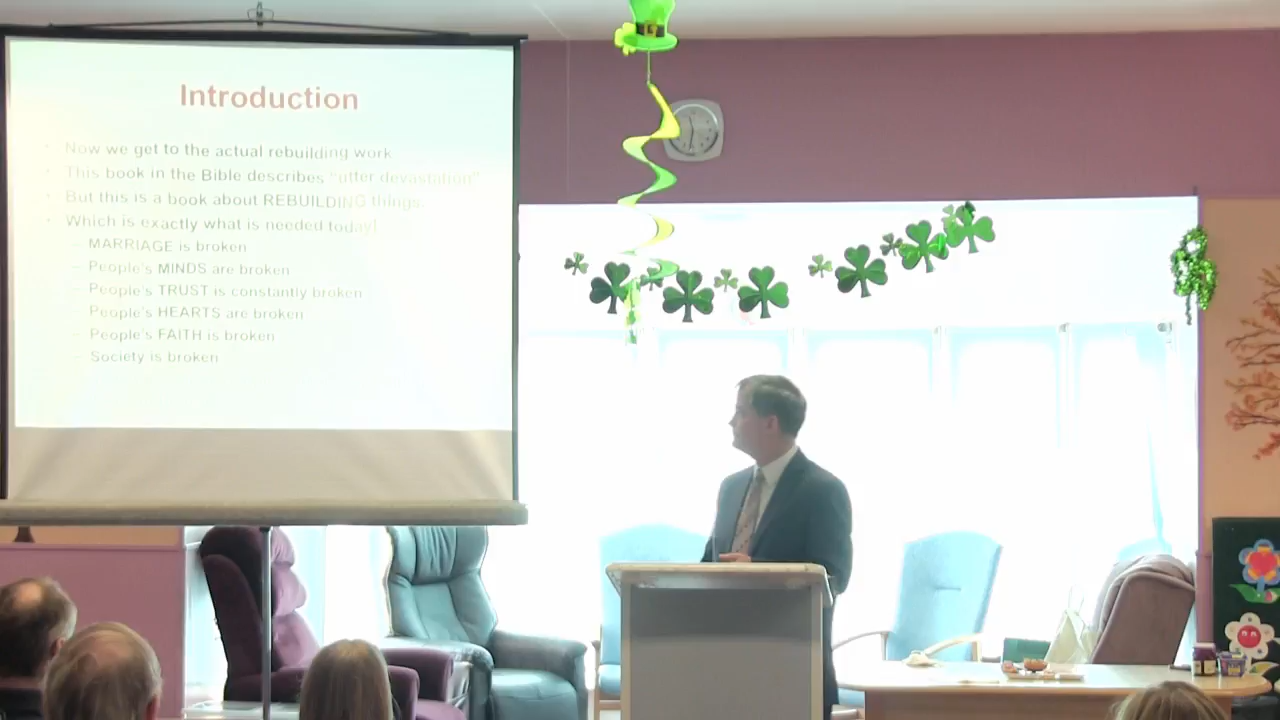 Introduction
Now we get to the actual rebuilding work
This book in the Bible describes "utter devastation"
But this is a book about REBUILDING things.
Which is exactly what is needed today!
MARRIAGE is broken
People's MINDS are broken
People's TRUST is constantly broken
People's HEARTS are broken
People's FAITH is broken
Society is broken